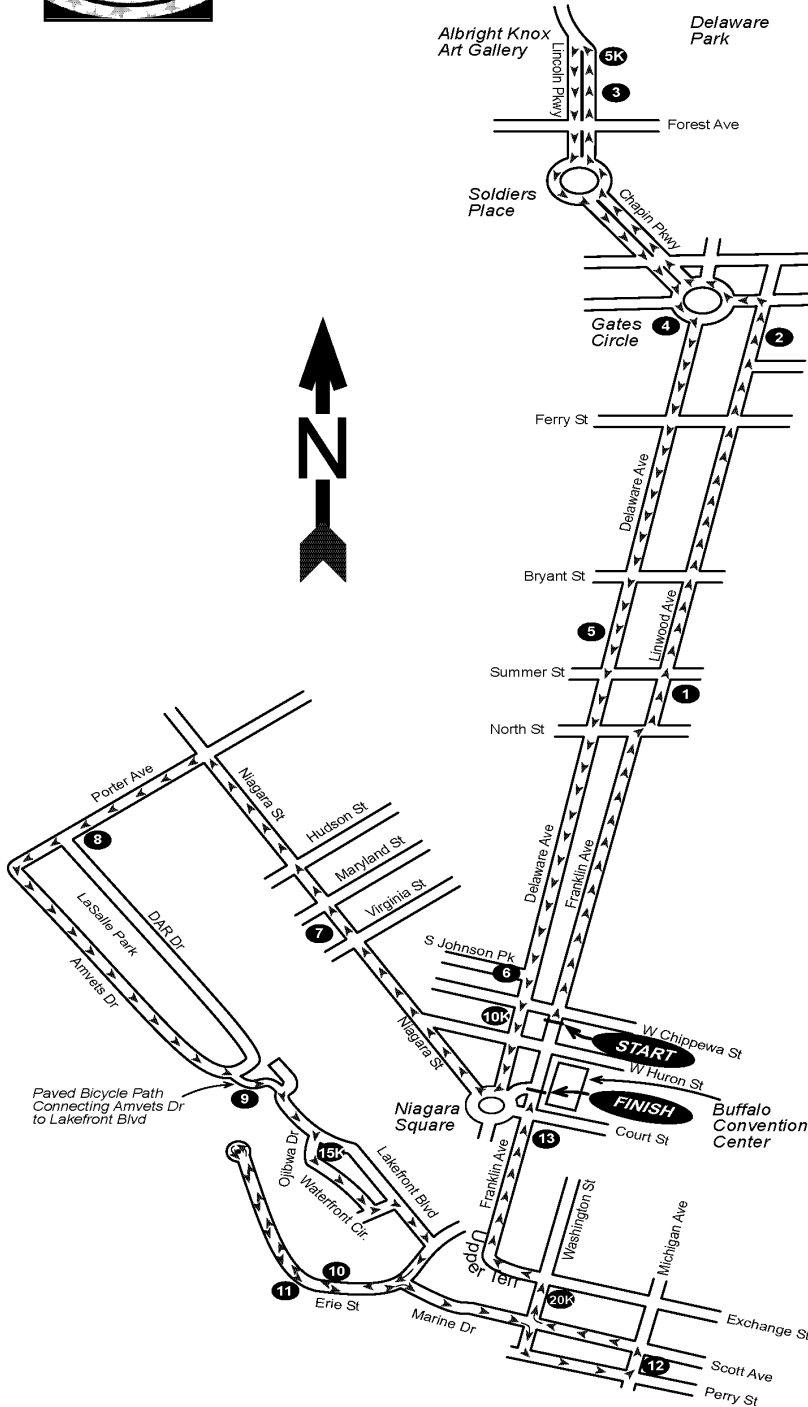 Albright Knox
Art Gallery
Delaware
Park
5K
Lincoln Pkwy
3
Forest Ave
Soldiers
Place
Chapin Pkwy
Gates
Circle
4
2
N
Ferry St
Delaware Ave
Bryant St
Linwood Ave
5
Summer St
1
North St
Porter Ave
Niagara St
Hudson St
8
Maryland St
Delaware Ave
Franklin Ave
LaSalle Park
DAR Dr
Virginia St
7
S Johnson Pk
6
Amvets Dr
10K
Niagara St
W Chippewa St
START
W Huron St
Paved Bicycle Path
Connecting Amvets Dr
to Lakefront Blvd
9
FINISH
Niagara
Square
Buffalo
Convention
Center
Court St
13
Ojibwa Dr
15K
Lakefront Blvd
Franklin Ave
Waterfront Cir.
Washington St
Michigan Ave
Upper Terr
10
11
Erie St
20K
Marine Dr
Exchange St
12
Scott Ave
Perry St